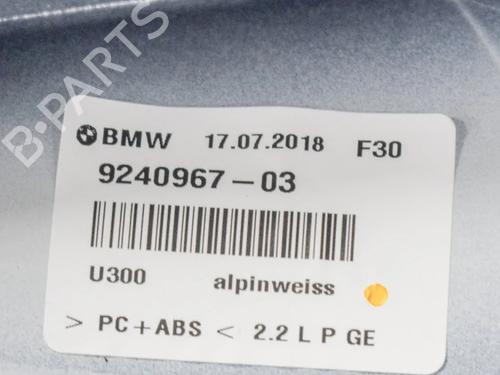 B-PARTS
BMW 17.07.2018 F30
9240967-03
U300 alpinweiss
> PC+ABS < 2.2 L P GE